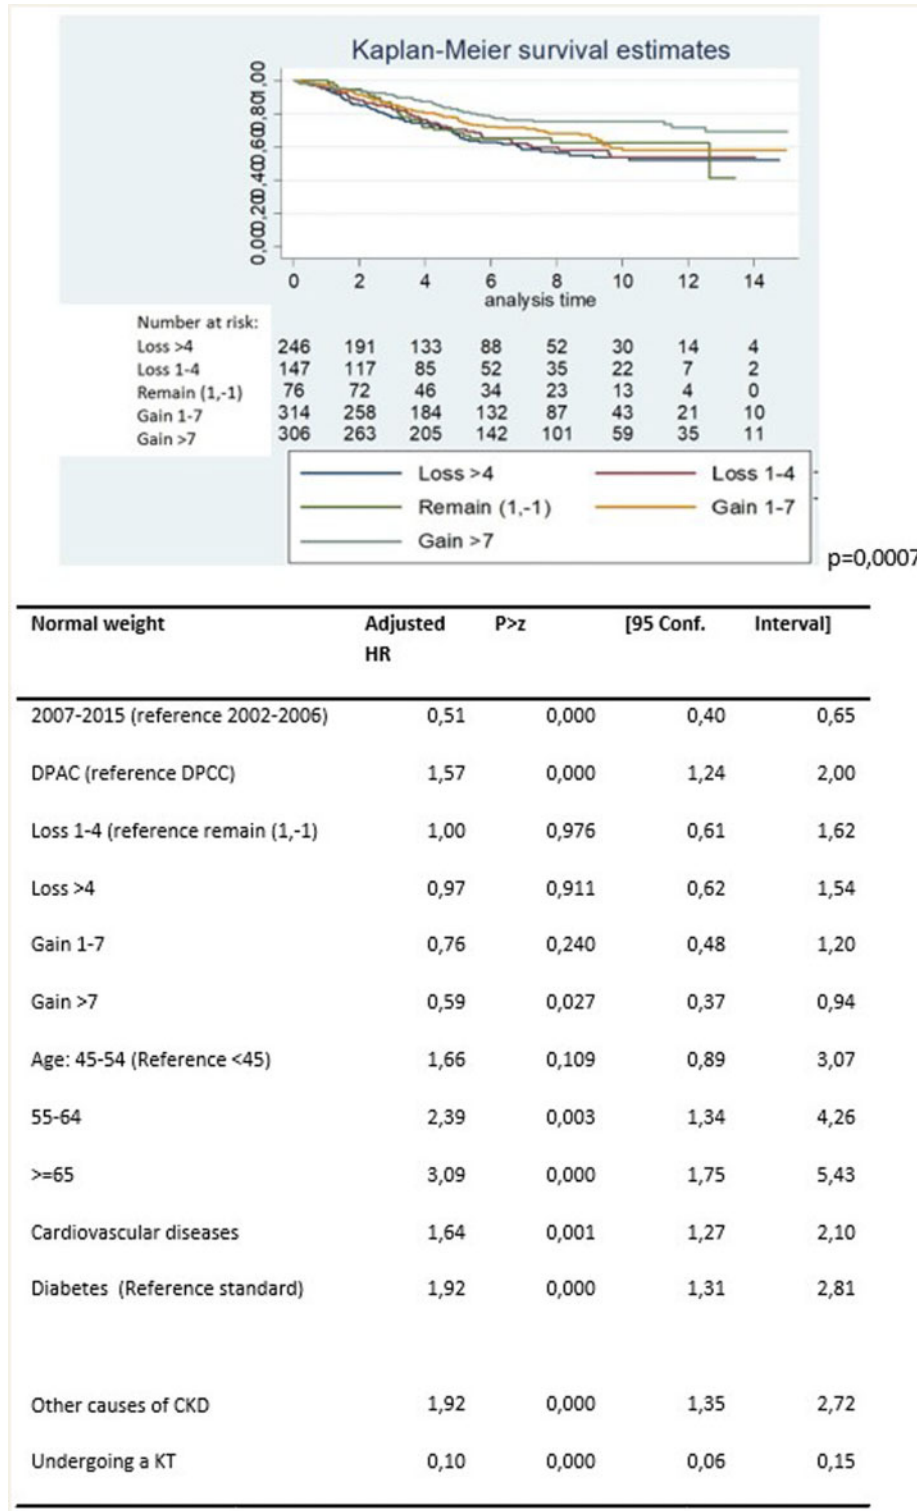 Kaplan-Meier survival estimates
0,000,200,400,600,801,00
0 2 4 6 8 10 12 14
analysis time
Number at risk:
Loss >4 246 191 133 88 52 30 14 4
Loss 1-4 147 117 85 52 35 22 7 2
Remain (1,-1) 76 72 46 34 23 13 4 0
Gain 1-7 314 258 184 132 87 43 21 10
Gain >7 306 263 205 142 101 59 35 11
Loss >4 Loss 1-4
Remain (1,-1) Gain 1-7
Gain >7
p=0,0007
Normal weight Adjusted HR P>z [95 Conf. Interval]
2007-2015 (reference 2002-2006) 0,51 0,000 0,40 0,65
DPAC (reference DPCC) 1,57 0,000 1,24 2,00
Loss 1-4 (reference remain (1,-1) 1,00 0,976 0,61 1,62
Loss >4 0,97 0,911 0,62 1,54
Gain 1-7 0,76 0,240 0,48 1,20
Gain >7 0,59 0,027 0,37 0,94
Age: 45-54 (Reference <45) 1,66 0,109 0,89 3,07
55-64 2,39 0,003 1,34 4,26
>=65 3,09 0,000 1,75 5,43
Cardiovascular diseases 1,64 0,001 1,27 2,10
Diabetes (Reference standard) 1,92 0,000 1,31 2,81
Other causes of CKD 1,92 0,000 1,35 2,72
Undergoing a KT 0,10 0,000 0,06 0,15